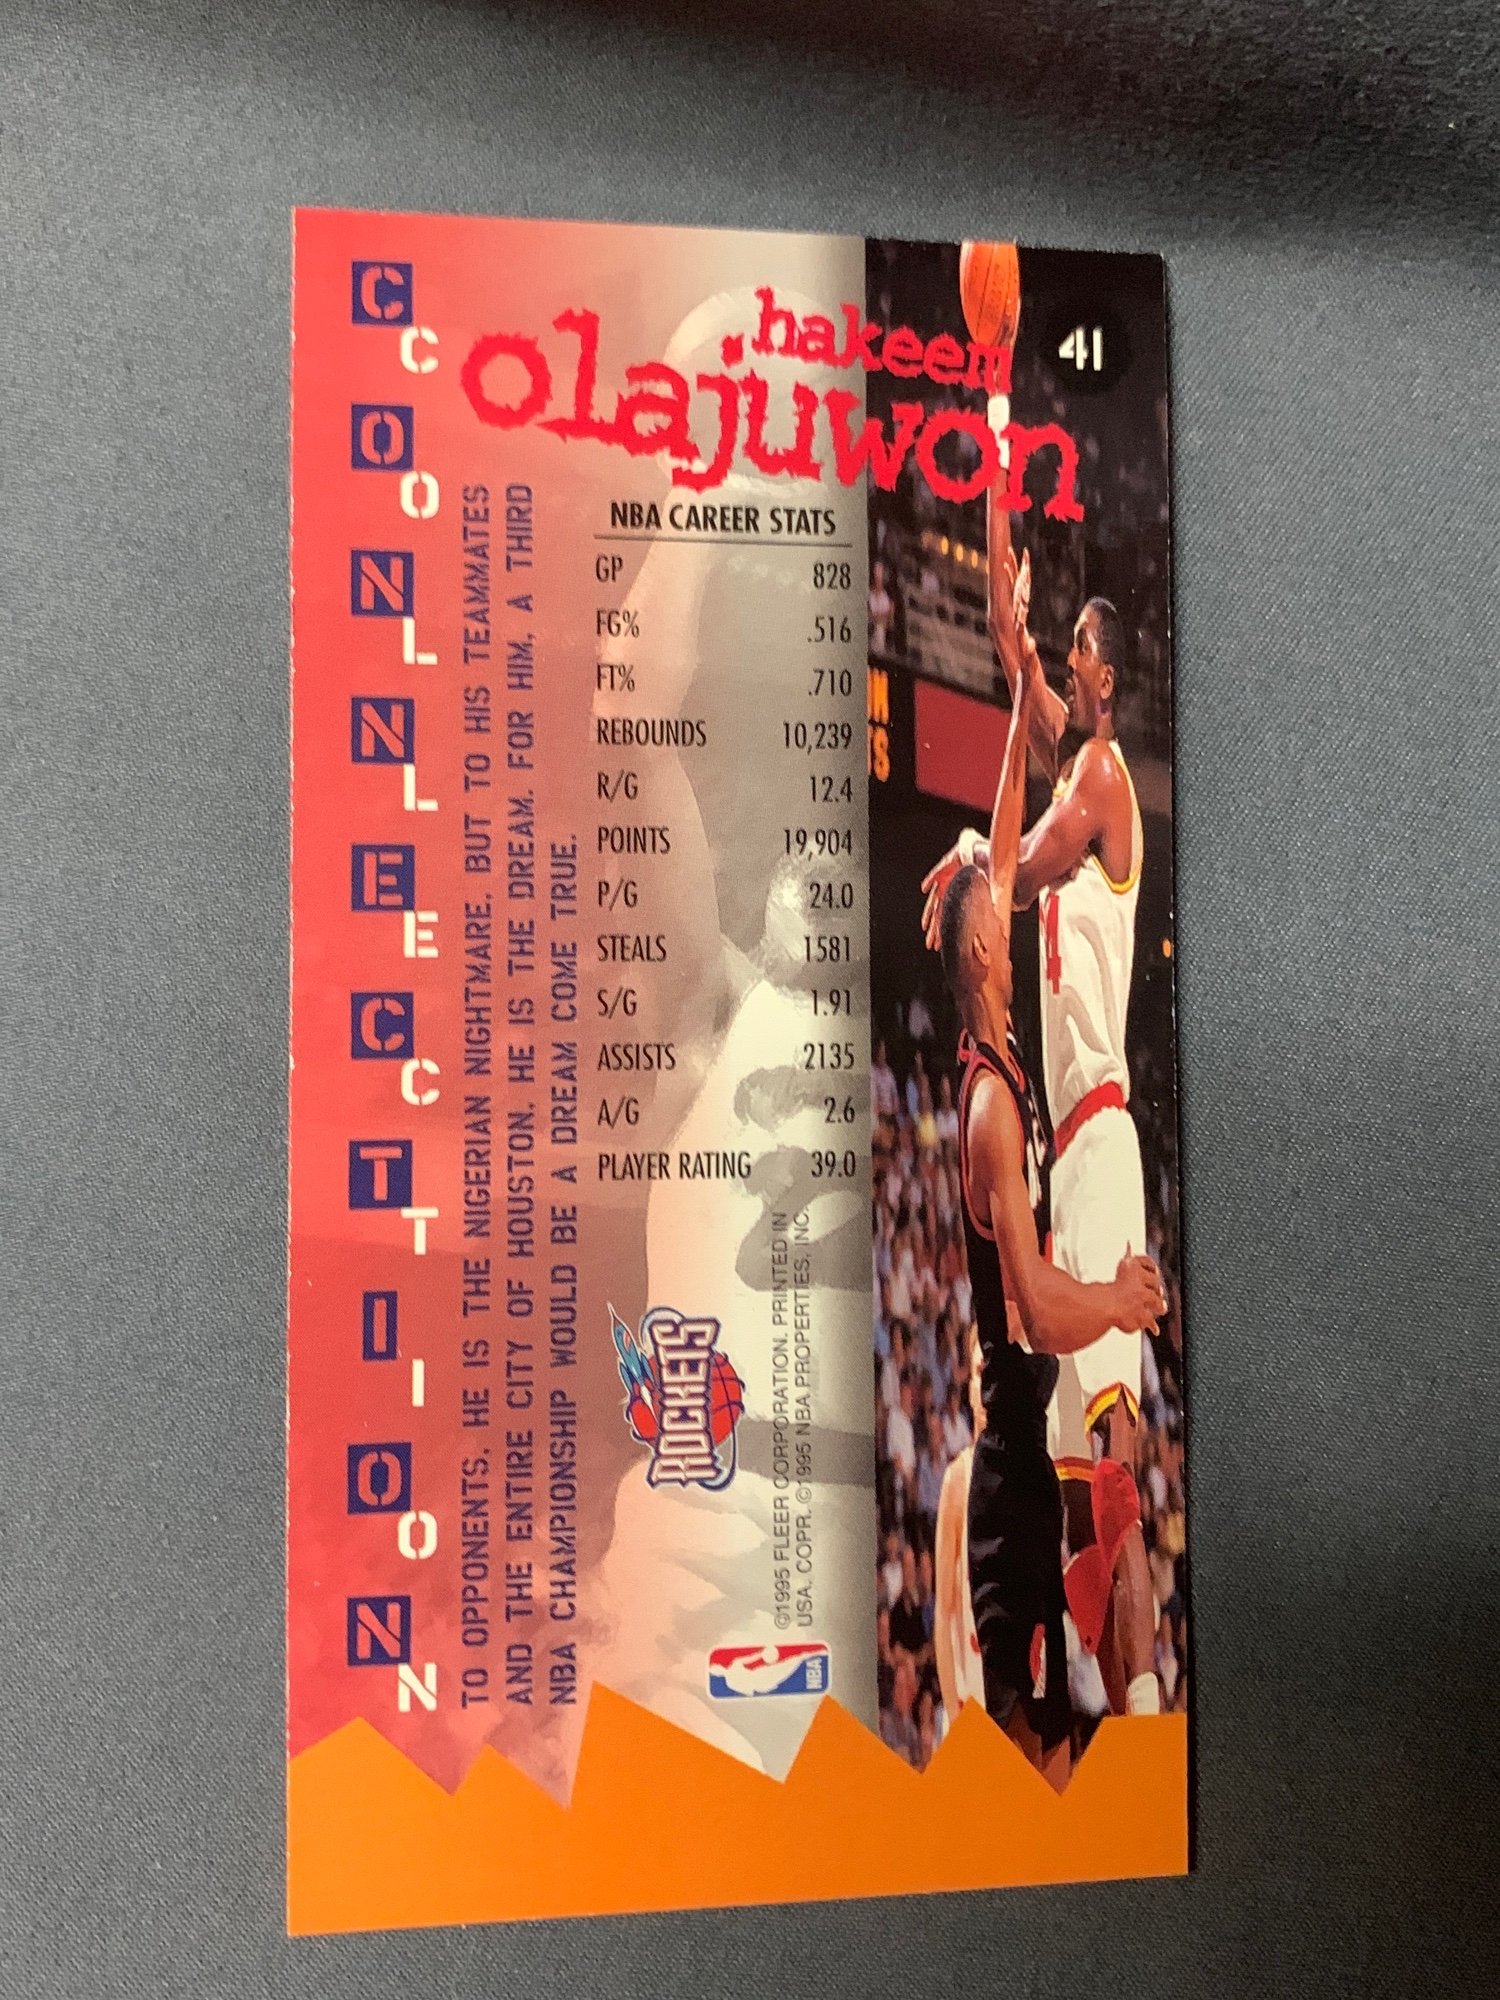 41
hakeem
olajuwon
NBA CAREER STATS
GP 828
FG% .516
FT% .710
REBOUNDS 10,239
R/G 12.4
POINTS 19,904
P/G 24.0
STEALS 1581
S/G 1.91
ASSISTS 2135
A/G 2.6
PLAYER RATING 39.0
CONNECTION
COLLECTION
TO OPPONENTS, HE IS THE NIGERIAN NIGHTMARE, BUT TO HIS TEAMMATES
AND THE ENTIRE CITY OF HOUSTON, HE IS THE DREAM. FOR HIM, A THIRD
NBA CHAMPIONSHIP WOULD BE A DREAM COME TRUE.
ROCKETS
©1995 FLEER CORPORATION. PRINTED IN
USA. COPR. ©1995 NBA PROPERTIES, INC.
NBA